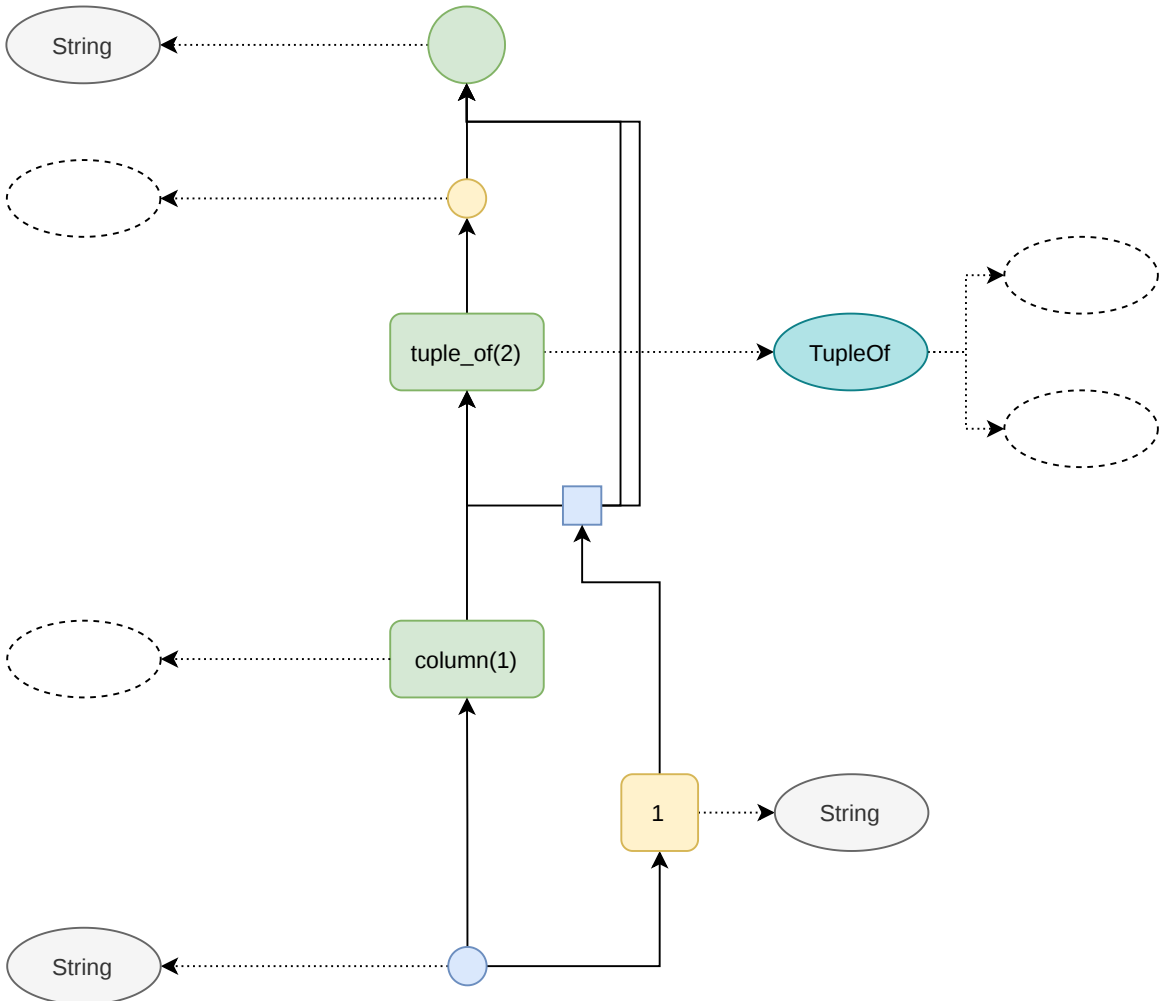 String
tuple_of(2)
TupleOf
column(1)
1
String
String